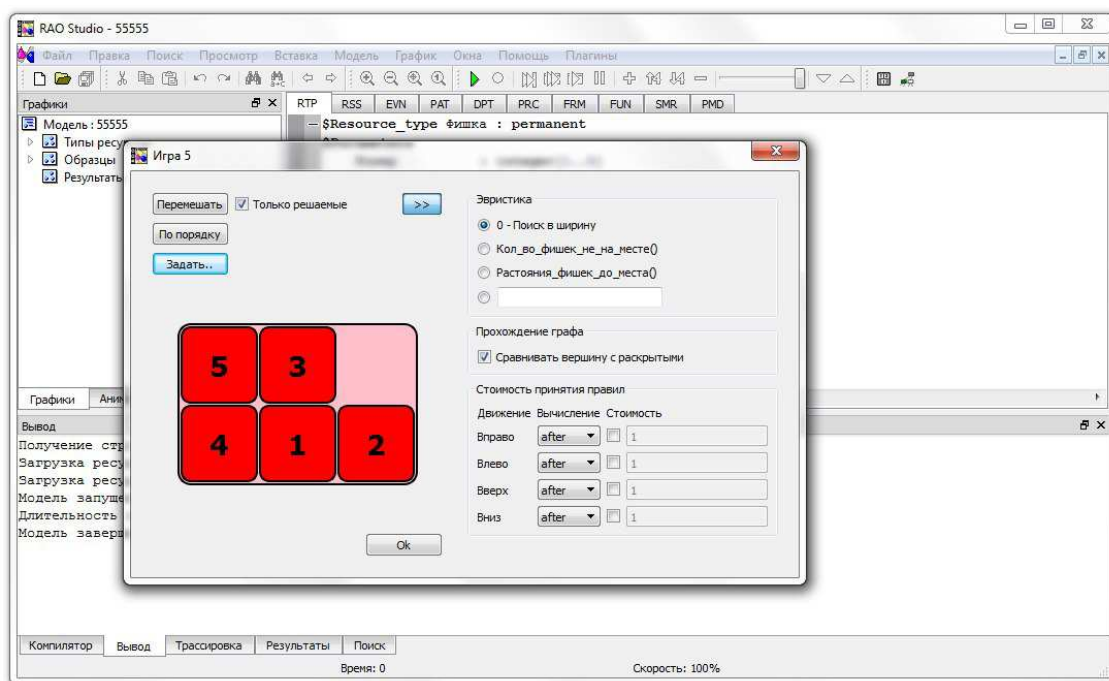 RAO Studio - 55555
Файл Правка Поиск Просмотр Вставка Модель График Окна Помощь Плагины
Графики
RTP RSS EVN PAT DPT PRC FRM FUN SMR PMD
Модель : 55555
$Resource_type Фишка : permanent
Типы ресу
Образцы
Результаты
Игра 5
Перемешать
Только решаемые
>>
По порядку
Задать..
Эвристика
0 - Поиск в ширину
Кол_во_фишек_не_на_месте()
Растояния_фишек_до_места()
5 3
4 1 2
Прохождение графа
Сравнивать вершину с раскрытыми
Стоимость принятия правил
Движение Вычисление Стоимость
Вправо after 1
Влево after 1
Вверх after 1
Вниз after 1
Ok
Графики Аним
Вывод
Получение стр
Загрузка ресу
Загрузка ресу
Модель запуще
Длительность
Модель заверш
Компилятор Вывод Трассировка Результаты Поиск
Время: 0 Скорость: 100%